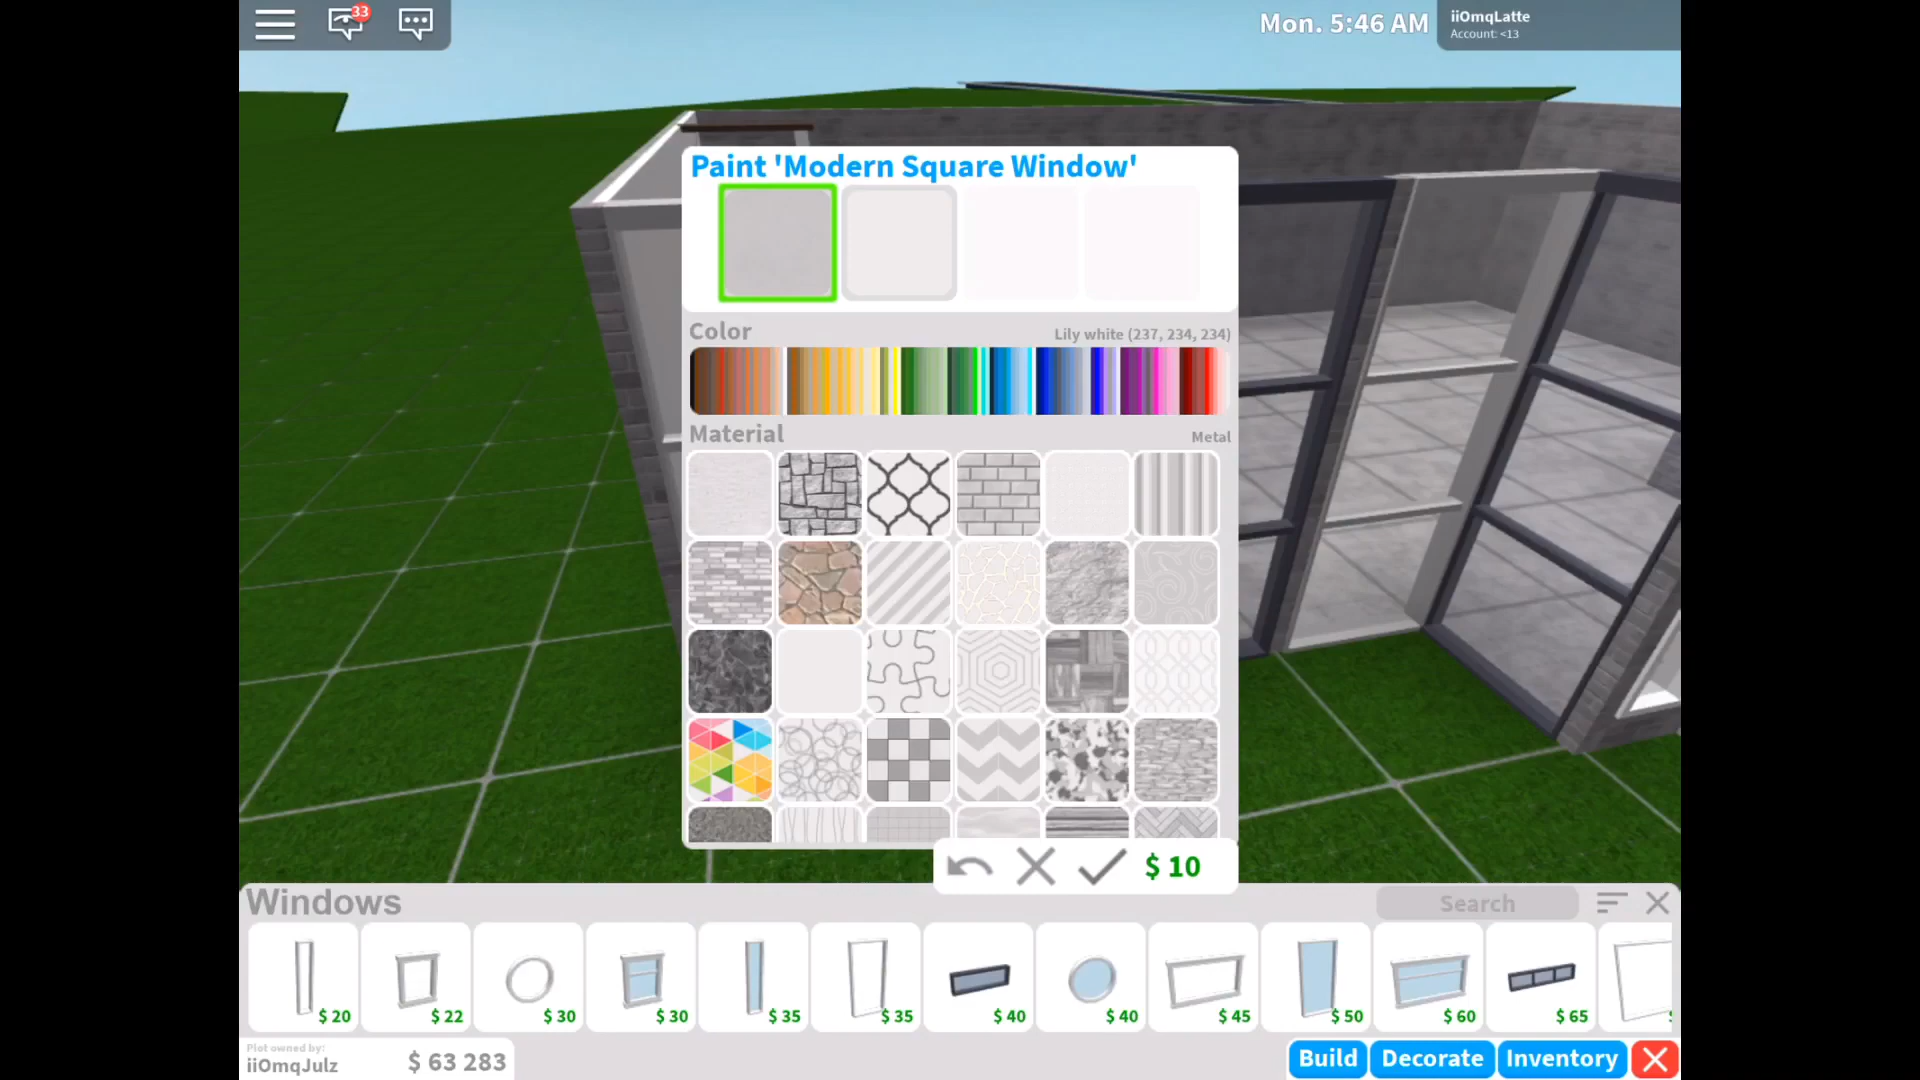 33
Mon. 5:46 AM
iiOmqLatte
Account: <13
Paint 'Modern Square Window'
Color
Lily white (237, 234, 234)
Material
Metal
$ 10
Windows
Search
$ 20
$ 22
$ 30
$ 30
$ 35
$ 35
$ 40
$ 40
$ 45
$ 50
$ 60
$ 65
Plot owned by:
iiOmqJulz
$ 63 283
Build
Decorate
Inventory